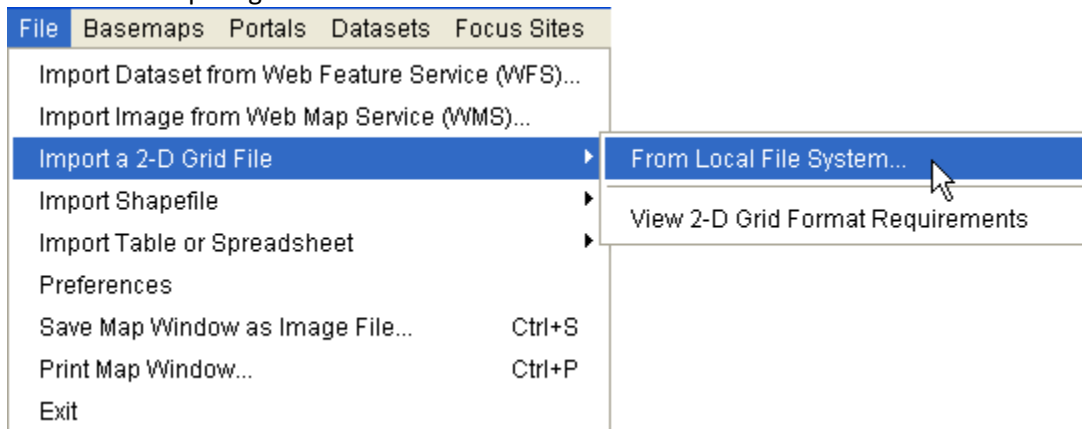 File Basemaps Portals Datasets Focus Sites
Import Dataset from Web Feature Service (WFS)...
Import Image from Web Map Service (WMS)...
Import a 2-D Grid File
From Local File System...
Import Shapefile
View 2-D Grid Format Requirements
Import Table or Spreadsheet
Preferences
Save Map Window as Image File... Ctrl+S
Print Map Window... Ctrl+P
Exit